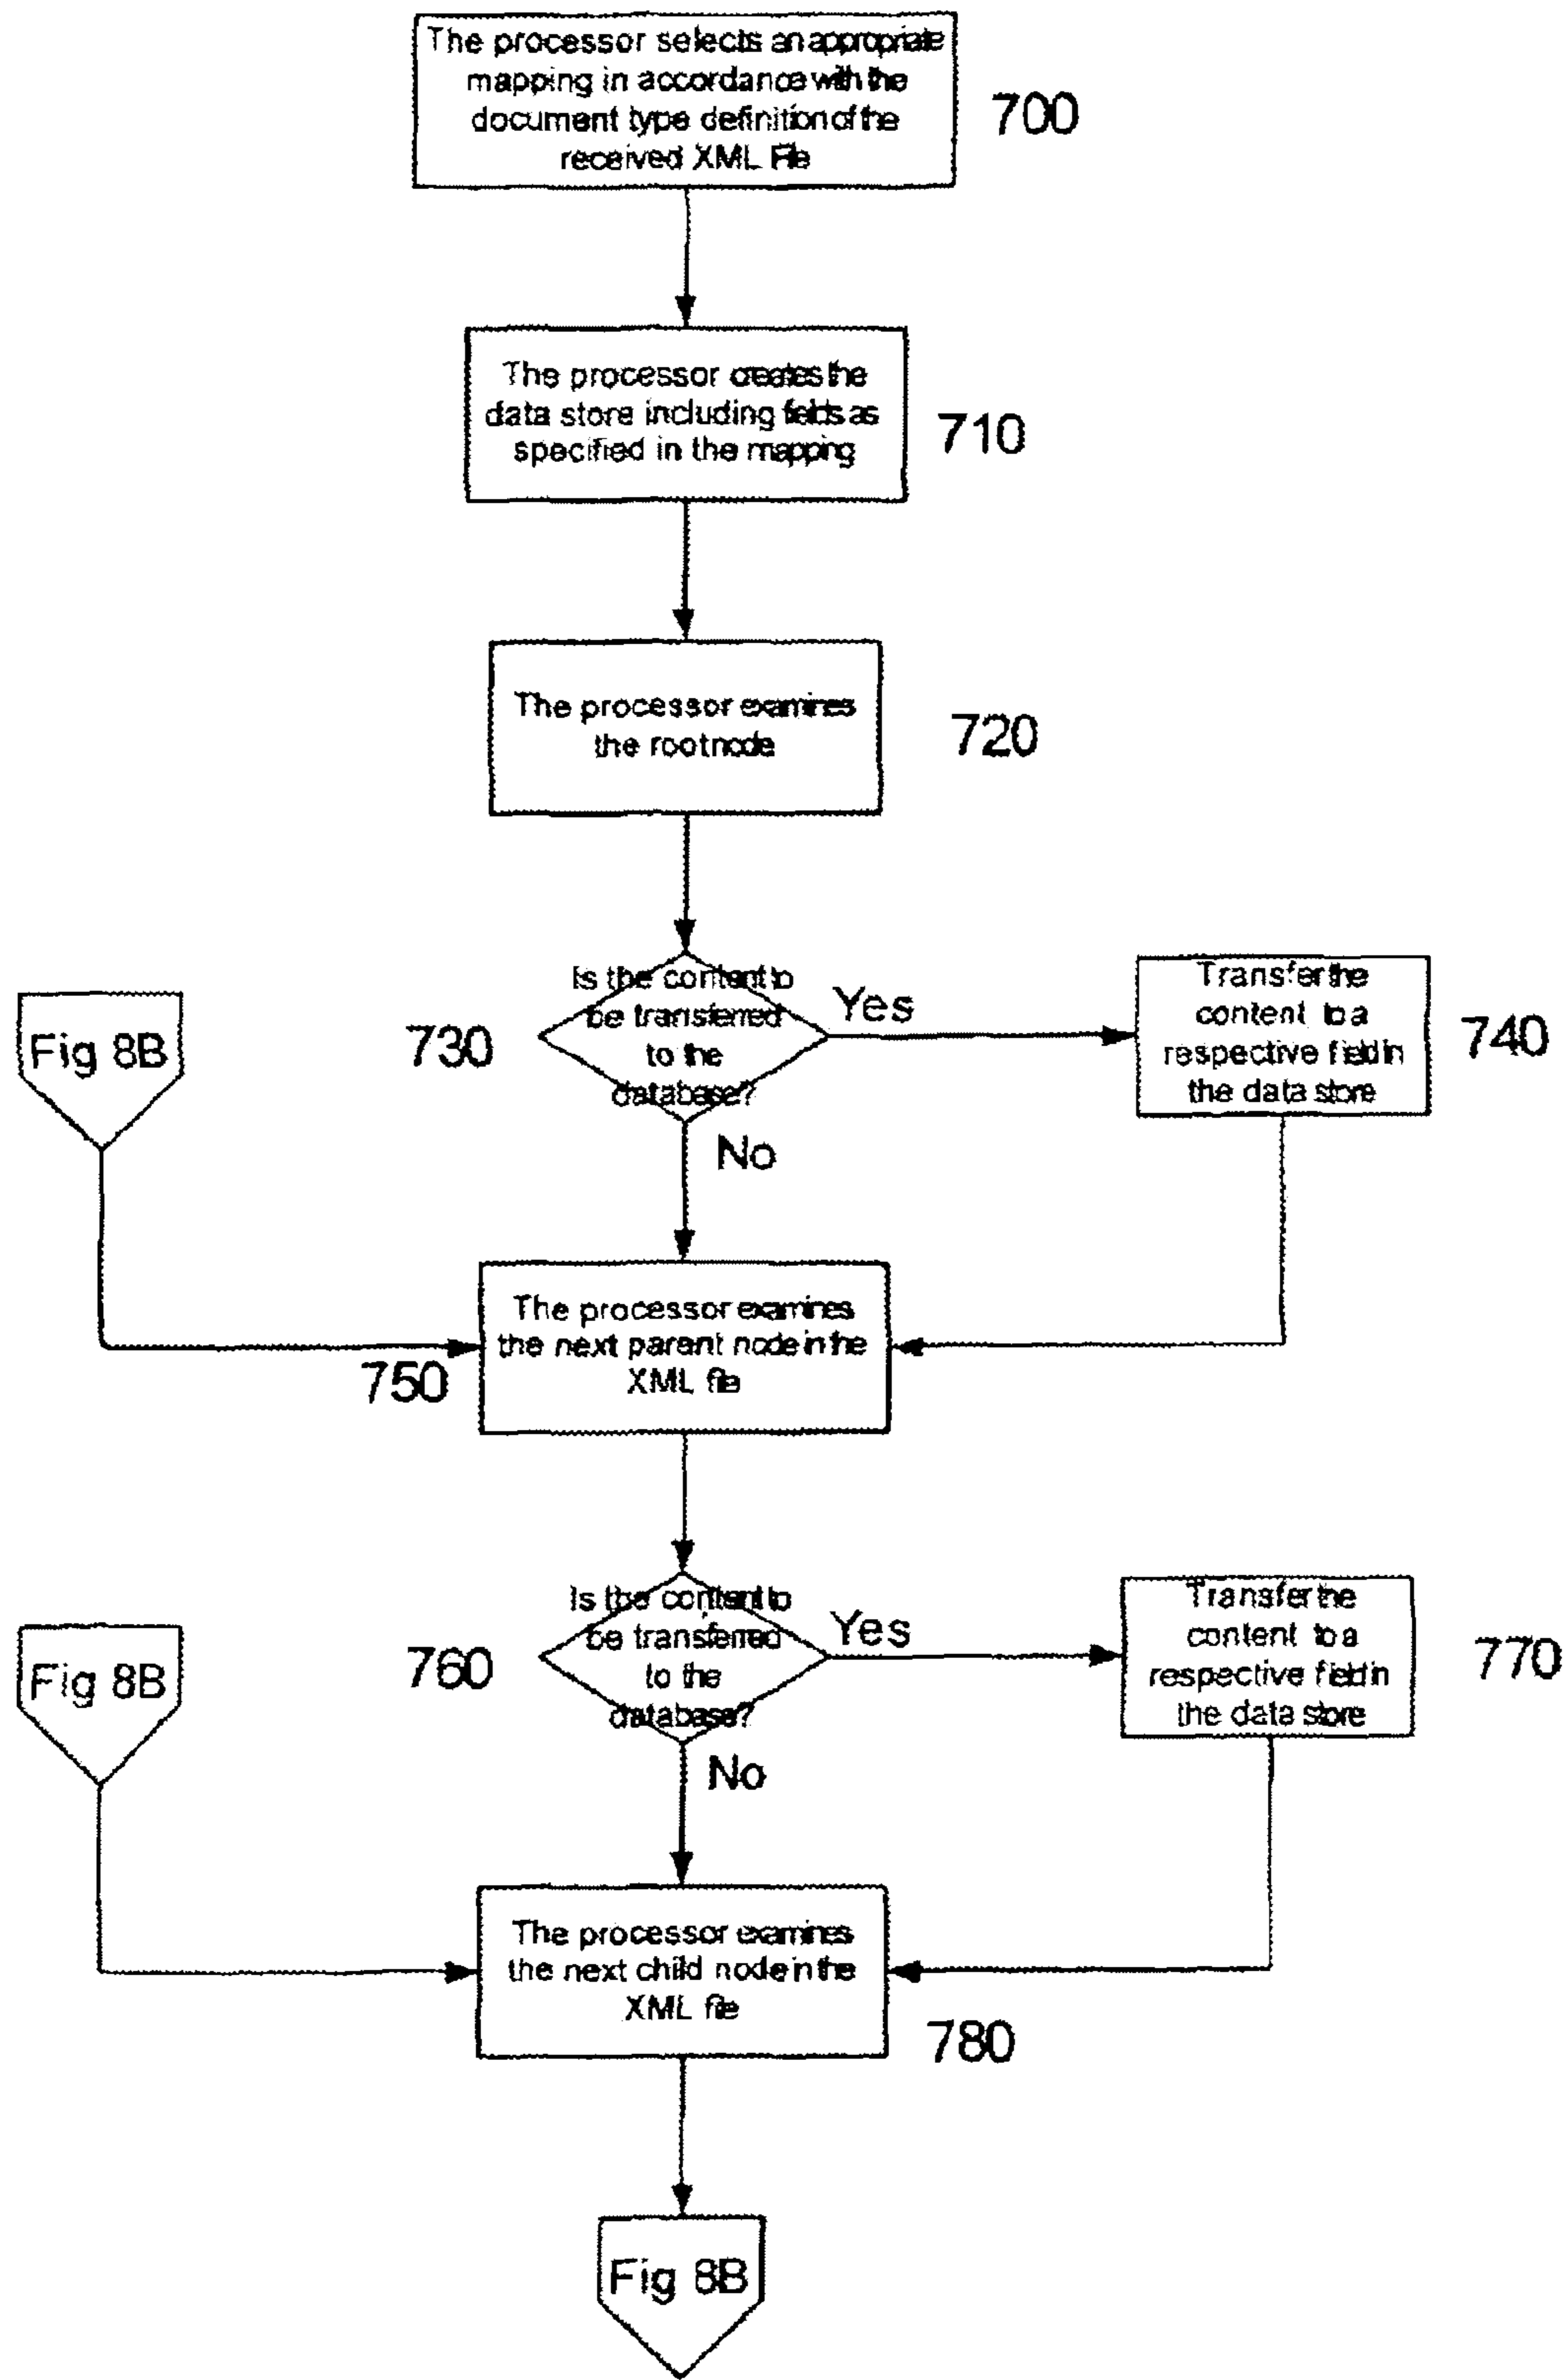 The processor selects an appropriate
mapping in accordance with the
document type definition of the
received XML File
700
The processor creates the
data store including fields as
specified in the mapping
710
The processor examines
the root node
720
Is the content to
be transferred
to the
database?
730
Yes
No
Transfer the
content to a
respective field in
the data store
740
Fig 8B
The processor examines
the next parent node in the
XML file
750
Is the content to
be transferred
to the
database?
760
Yes
No
Transfer the
content to a
respective field in
the data store
770
Fig 8B
The processor examines
the next child node in the
XML file
780
Fig 8B